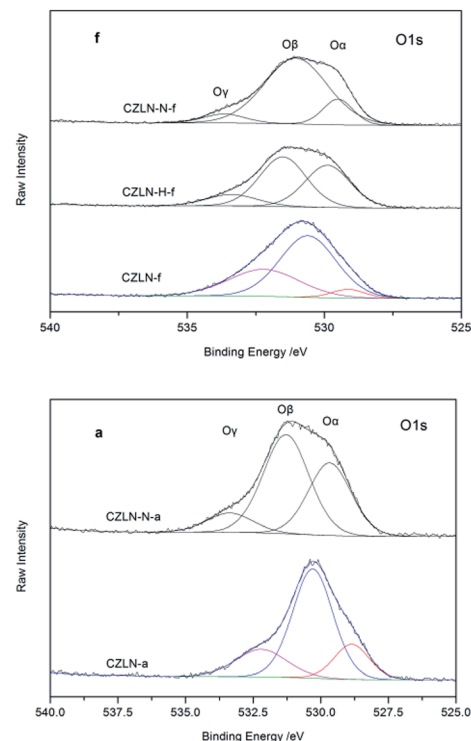 f
O1s
Oγ
Oβ
Oα
CZLN-N-f
CZLN-H-f
CZLN-f
Raw Intensity
540
535
530
525
Binding Energy /eV
a
O1s
Oγ
Oβ
Oα
CZLN-N-a
CZLN-a
Raw Intensity
540.0
537.5
535.0
532.5
530.0
527.5
525.0
Binding Energy /eV